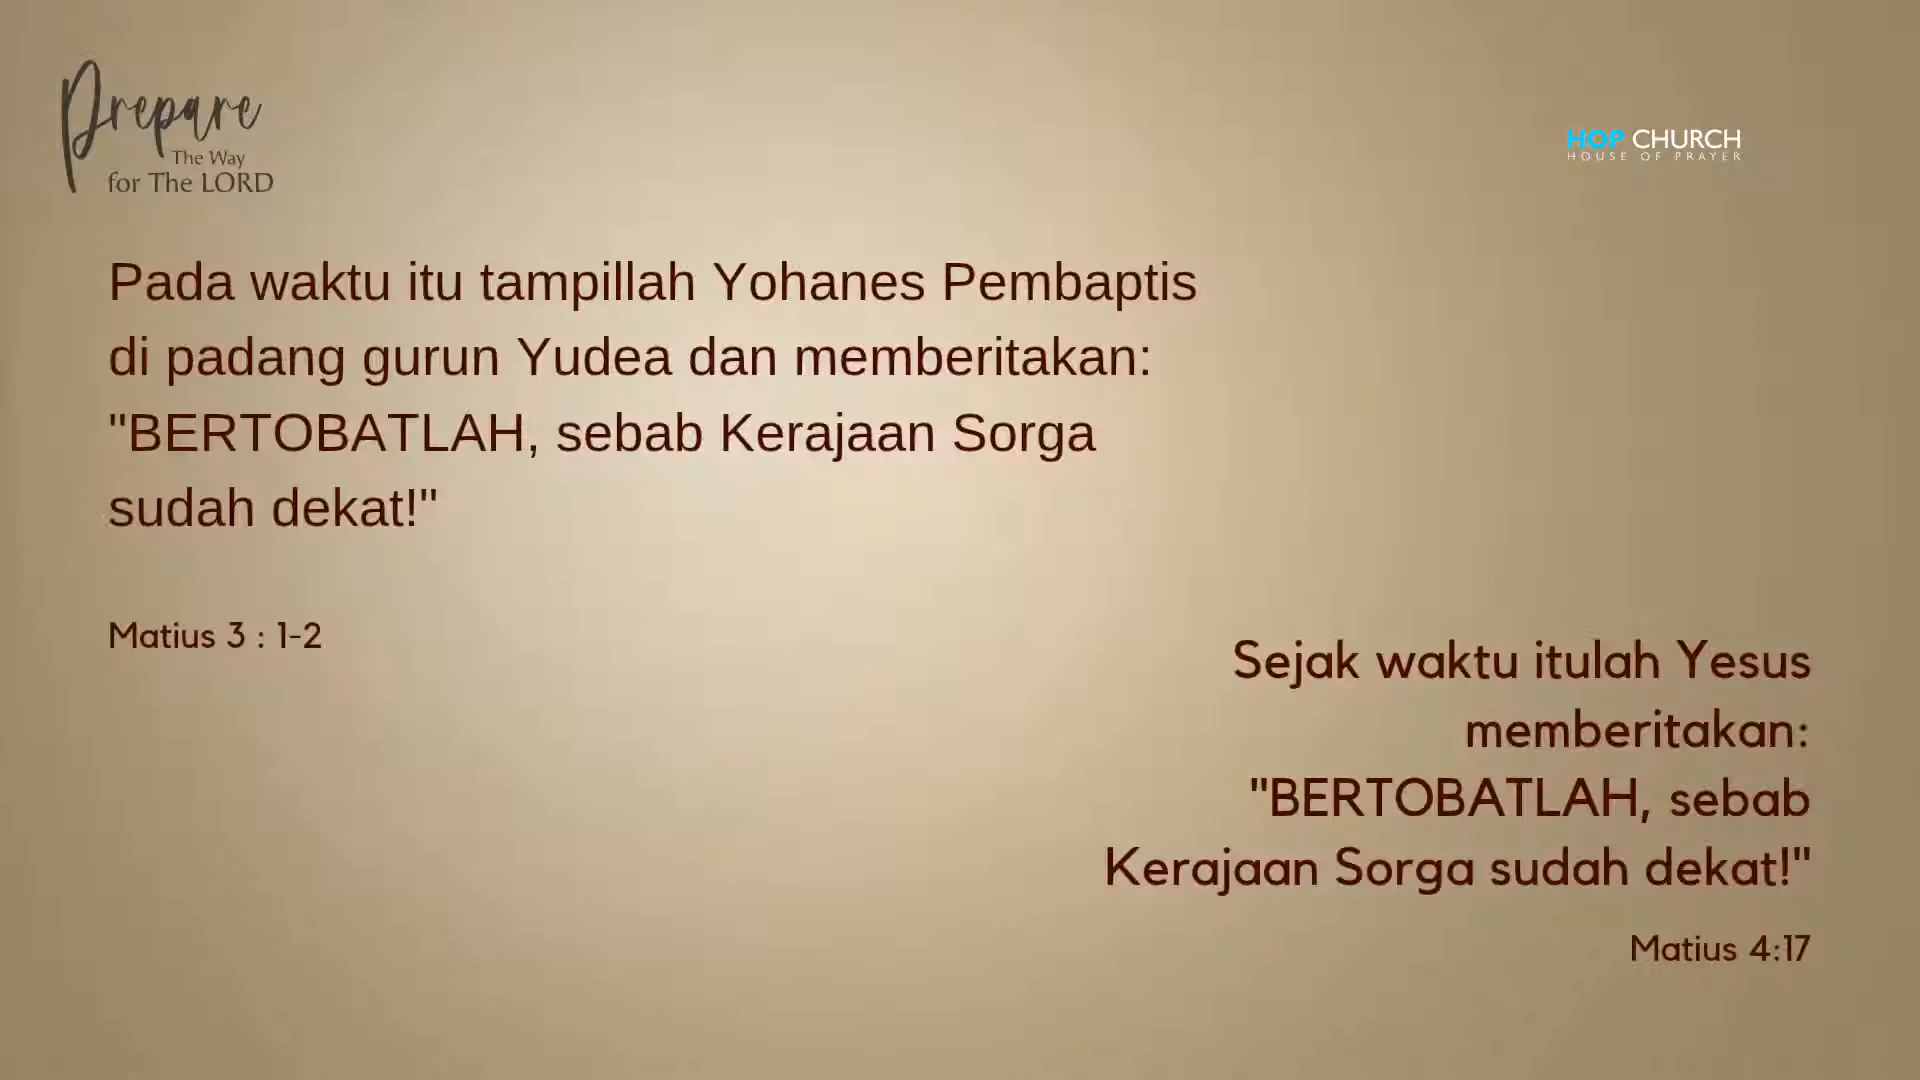 Prepare
The Way
for The LORD
HOP CHURCH
HOUSE OF PRAYER
Pada waktu itu tampillah Yohanes Pembaptis
di padang gurun Yudea dan memberitakan:
"BERTOBATLAH, sebab Kerajaan Sorga
sudah dekat!"
Matius 3 : 1-2
Sejak waktu itulah Yesus
memberitakan:
"BERTOBATLAH, sebab
Kerajaan Sorga sudah dekat!"
Matius 4:17